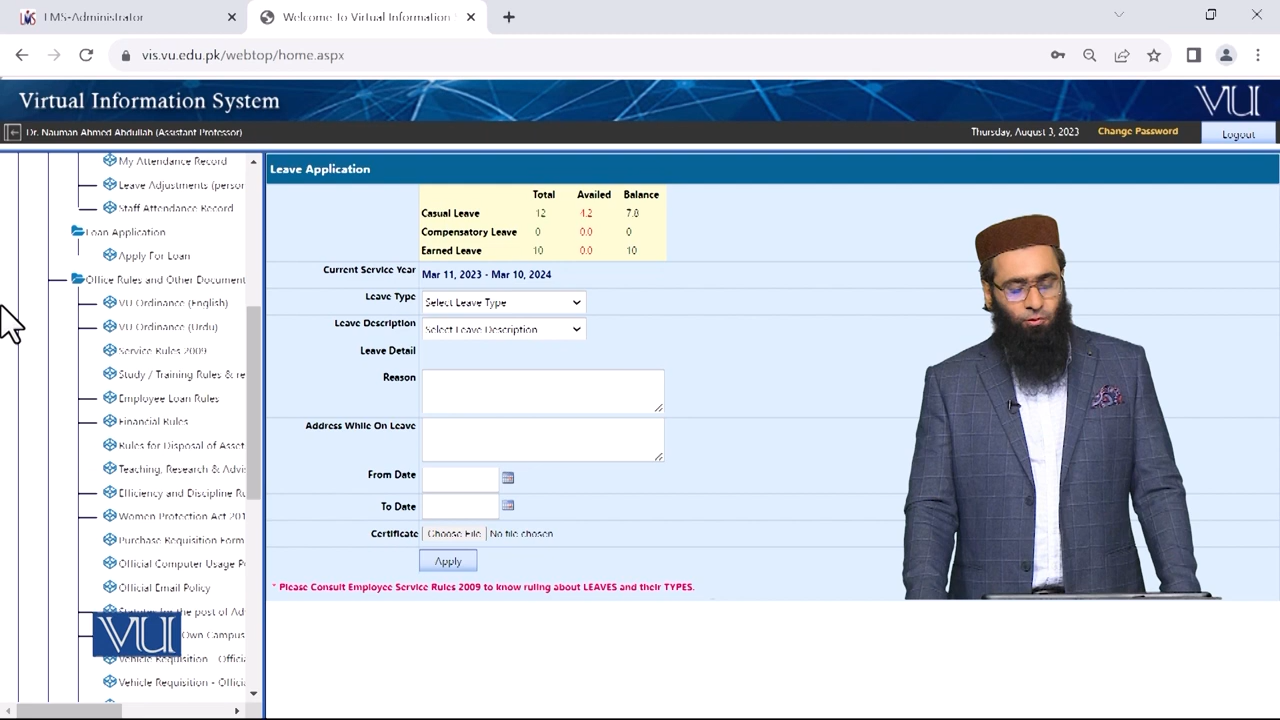 LMS-Administrator
Welcome To Virtual Information S
vis.vu.edu.pk/webtop/home.aspx
Virtual Information System
VU
Dr. Nauman Ahmed Abdullah (Assistant Professor)
Thursday, August 3, 2023
Change Password
Logout
My Attendance Record
Leave Adjustments (person
Staff Attendance Record
Loan Application
Apply For Loan
Office Rules and Other Document
VU Ordinance (English)
VU Ordinance (Urdu)
Service Rules 2009
Study / Training Rules & re
Employee Loan Rules
Financial Rules
Rules for Disposal of Asset
Teaching, Research & Advis
Efficiency and Discipline Ru
Women Protection Act 201
Purchase Requisition Form
Official Computer Usage Po
Official Email Policy
Statutes for the post of Ad
Own Campus
VU
Vehicle Requisition - Officia
Vehicle Requisition - Officia
Leave Application
Total Availed Balance
Casual Leave 12 4.2 7.8
Compensatory Leave 0 0.0 0
Earned Leave 10 0.0 10
Current Service Year Mar 11, 2023 - Mar 10, 2024
Leave Type Select Leave Type
Leave Description Select Leave Description
Leave Detail
Reason
Address While On Leave
From Date
To Date
Certificate Choose File No file chosen
Apply
* Please Consult Employee Service Rules 2009 to know ruling about LEAVES and their TYPES.